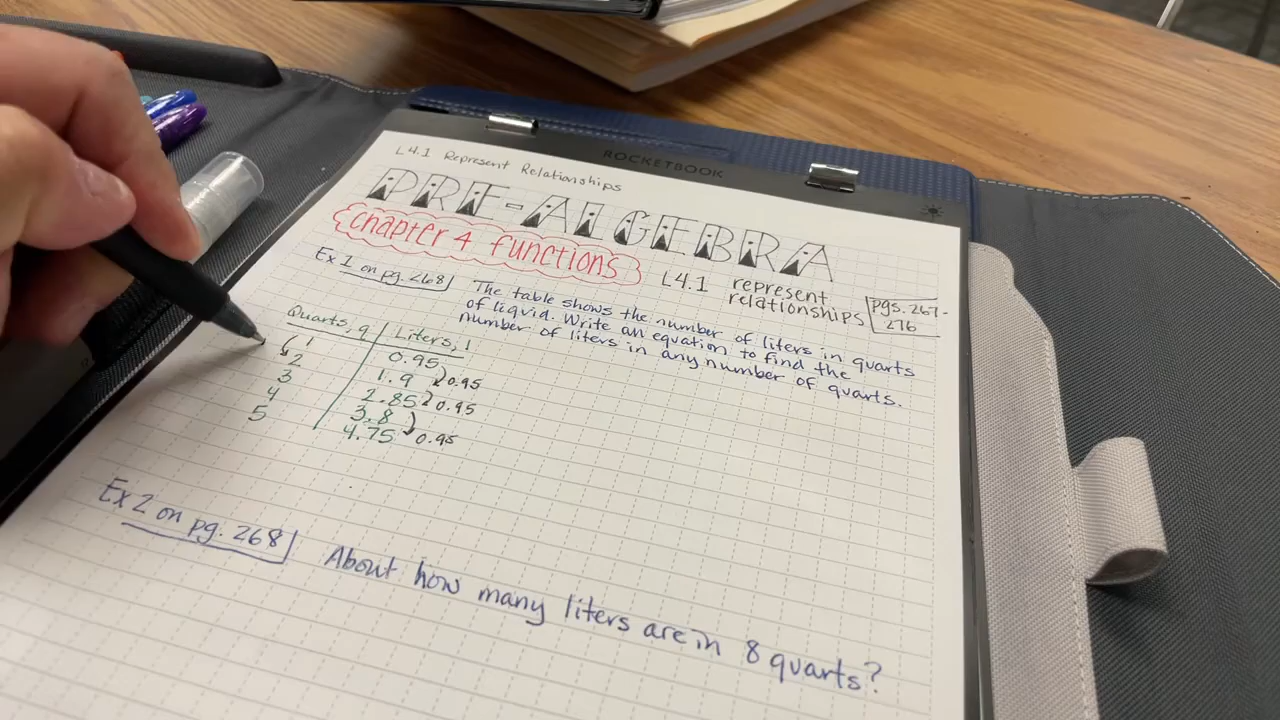 ROCKETBOOK
L4.1 Represent Relationships
PRE-ALGEBRA
Chapter 4 functions
L4.1 represent relationships
pgs. 267-
276
Ex 1 on pg. 268
The table shows the number of liters in quarts
of liquid. Write an equation to find the
number of liters in any number of quarts.
Quarts, q Liters, l
1 0.95
2 1.9 0.95
3 2.85 0.95
4 3.8
5 4.75 0.95
Ex 2 on pg. 268
About how many liters are in 8 quarts?